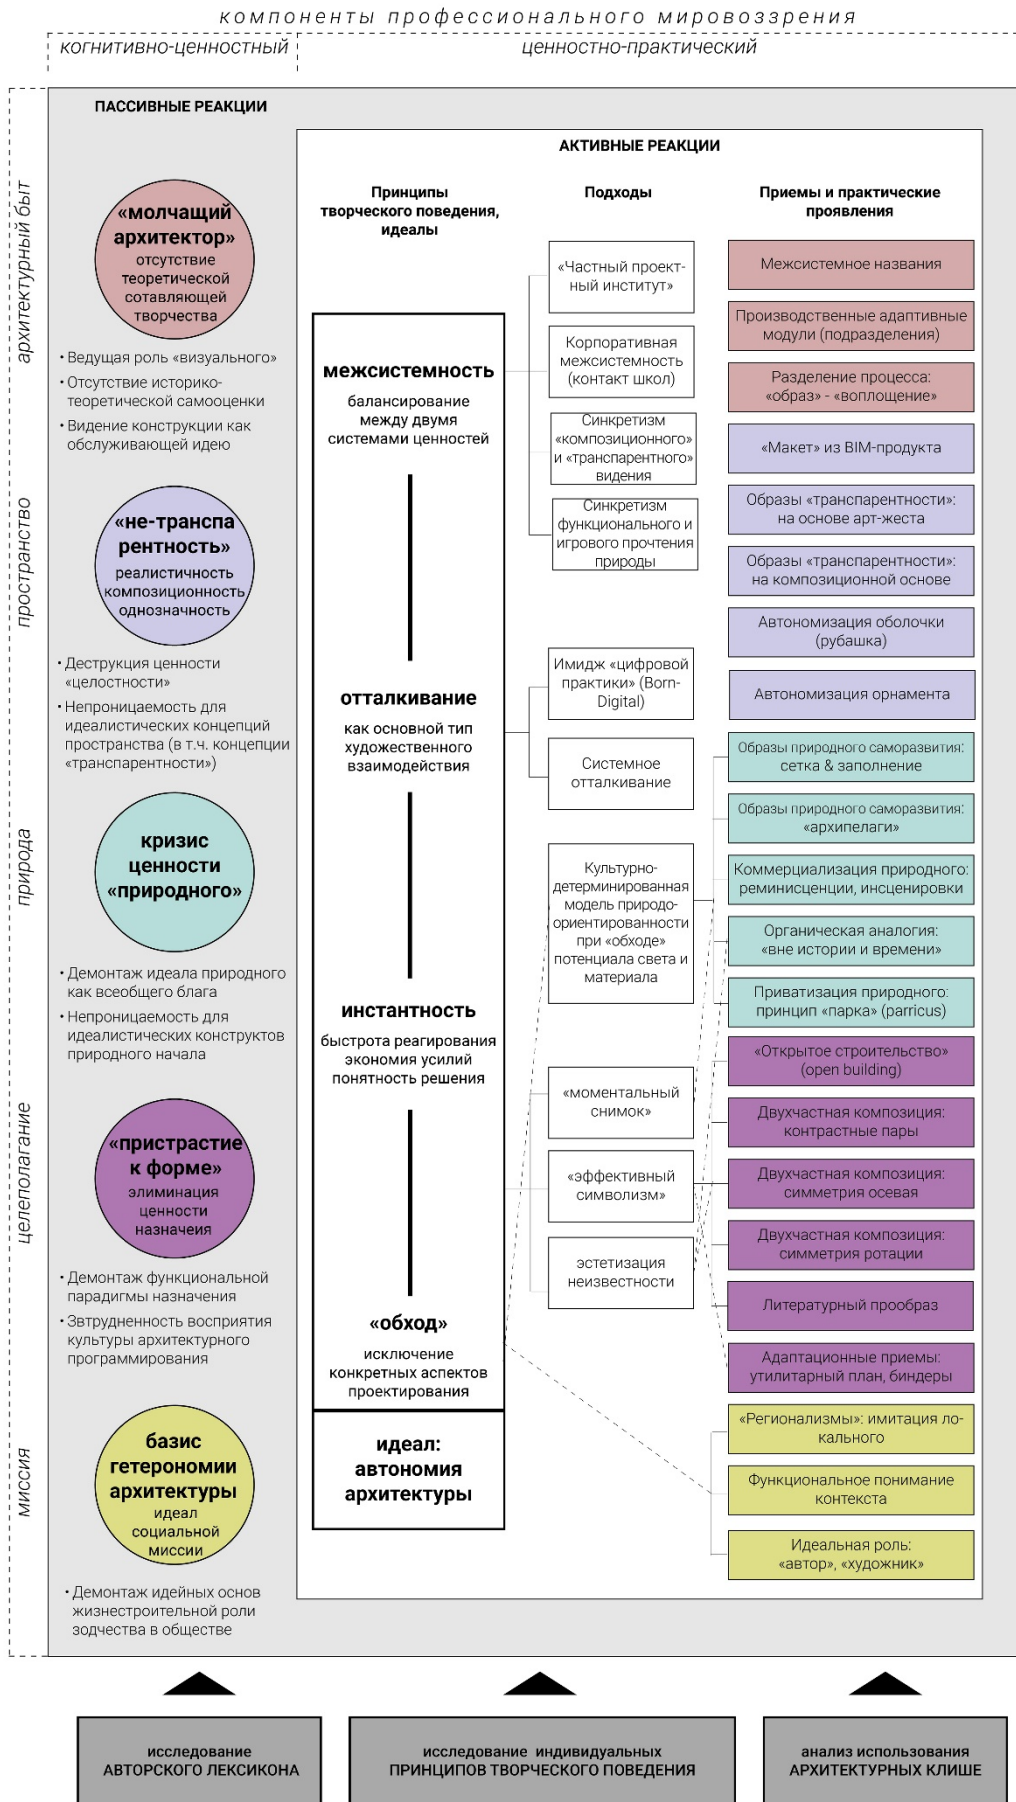 компоненты профессионального мировоззрения
когнитивно-ценностный
ценностно-практический
ПАССИВНЫЕ РЕАКЦИИ
архитектурный быт
«молчащий
архитектор»
отсутствие
теоретической
сотавляющей
творчества
• Ведущая роль «визуального»
• Отсутствие историко-
теоретической самооценки
• Видение конструкции как
обслуживающей идею
пространство
«не-транспа
рентность»
реалистичность
композиционность
однозначность
• Деструкция ценности
«целостности»
• Непроницаемость для
идеалистических концепций
пространства (в т.ч. концепции
«транспарентности»)
природа
кризис
ценности
«природного»
• Демонтаж идеала природного
как всеобщего блага
• Непроницаемость для
идеалистических конструктов
природного начала
целеполагание
«пристрастие
к форме»
элиминация
ценности
назначеия
• Демонтаж функциональной
парадигмы назначения
• Звтрудненность восприятия
культуры архитектурного
программирования
миссия
базис
гетерономии
архитектуры
идеал
социальной
миссии
• Демонтаж идейных основ
жизнестроительной роли
зодчества в обществе
АКТИВНЫЕ РЕАКЦИИ
Принципы
творческого поведения,
идеалы
межсистемность
балансирование
между двумя
системами ценностей
отталкивание
как основной тип
художественного
взаимодействия
инстантность
быстрота реагирования
экономия усилий
понятность решения
«обход»
исключение
конкретных аспектов
проектирования
идеал:
автономия
архитектуры
Подходы
«Частный проект-
ный институт»
Корпоративная
межсистемность
(контакт школ)
Синкретизм
«композиционного»
и «транспарентного»
видения
Синкретизм
функционального и
игрового прочтения
природы
Имидж «цифровой
практики» (Born-
Digital)
Системное
отталкивание
Культурно-
детерминированная
модель природо-
ориентированности
при «обходе»
потенциала света и
материала
«моментальный
снимок»
«эффективный
символизм»
эстетизация
неизвестности
Приемы и практические
проявления
Межсистемное названия
Производственные адаптивные
модули (подразделения)
Разделение процесса:
«образ» - «воплощение»
«Макет» из BIM-продукта
Образы «транспарентности»:
на основе арт-жеста
Образы «транспарентности»:
на композиционной основе
Автономизация оболочки
(рубашка)
Автономизация орнамента
Образы природного саморазвития:
сетка & заполнение
Образы природного саморазвития:
«архипелаги»
Коммерциализация природного:
реминисценции, инсценировки
Органическая аналогия:
«вне истории и времени»
Приватизация природного:
принцип «парка» (parricus)
«Открытое строительство»
(open building)
Двухчастная композиция:
контрастные пары
Двухчастная композиция:
симметрия осевая
Двухчастная композиция:
симметрия ротации
Литературный прообраз
Адаптационные приемы:
утилитарный план, биндеры
«Регионализмы»: имитация ло-
кального
Функциональное понимание
контекста
Идеальная роль:
«автор», «художник»
исследование
АВТОРСКОГО ЛЕКСИКОНА
исследование индивидуальных
ПРИНЦИПОВ ТВОРЧЕСКОГО ПОВЕДЕНИЯ
анализ использования
АРХИТЕКТУРНЫХ КЛИШЕ